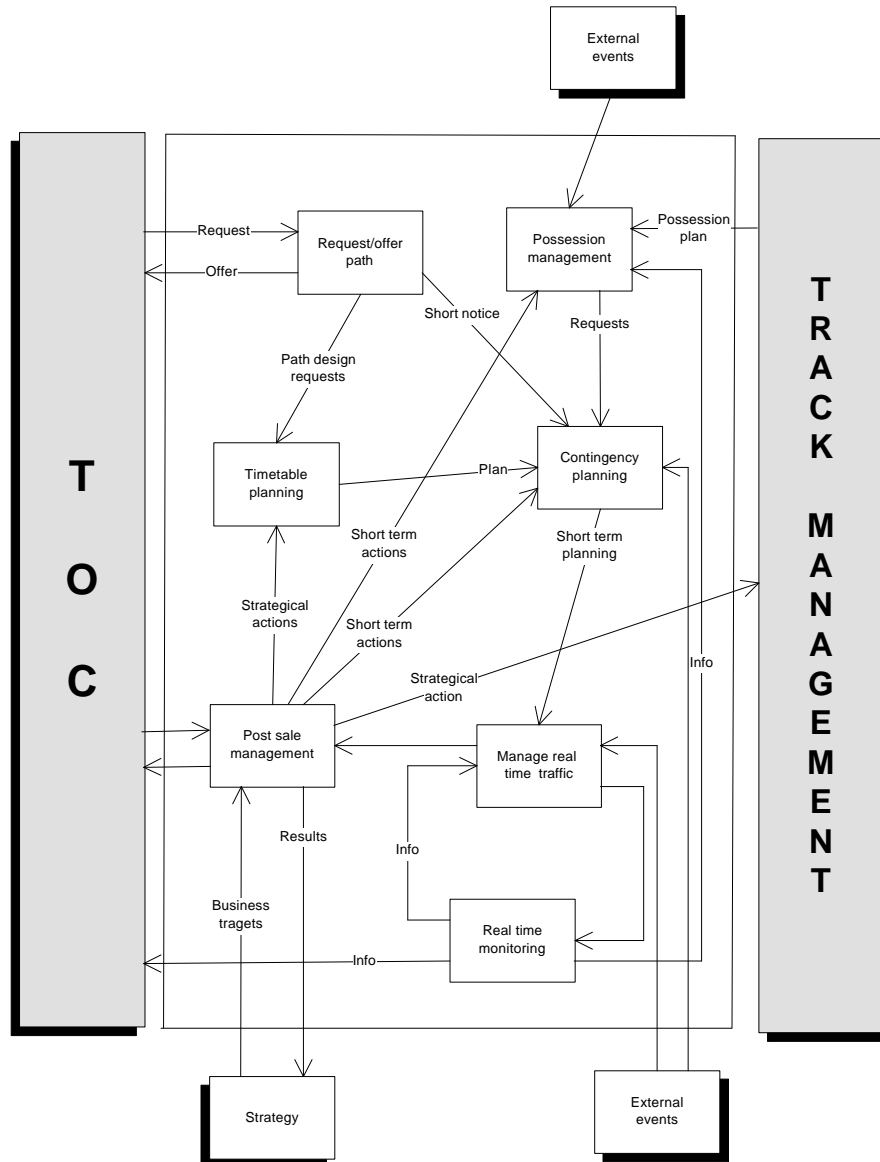 External
events
Request
Offer
Request/offer
path
Possession
management
Possession
plan
Short notice
Requests
Path design
requests
T
O
C
TRACK MANAGEMENT
Timetable
planning
Plan
Contingency
planning
Short term
actions
Short term
planning
Strategical
actions
Short term
actions
Strategical
action
Info
Post sale
management
Manage real
time traffic
Results
Info
Business
tragets
Real time
monitoring
Info
Strategy
External
events